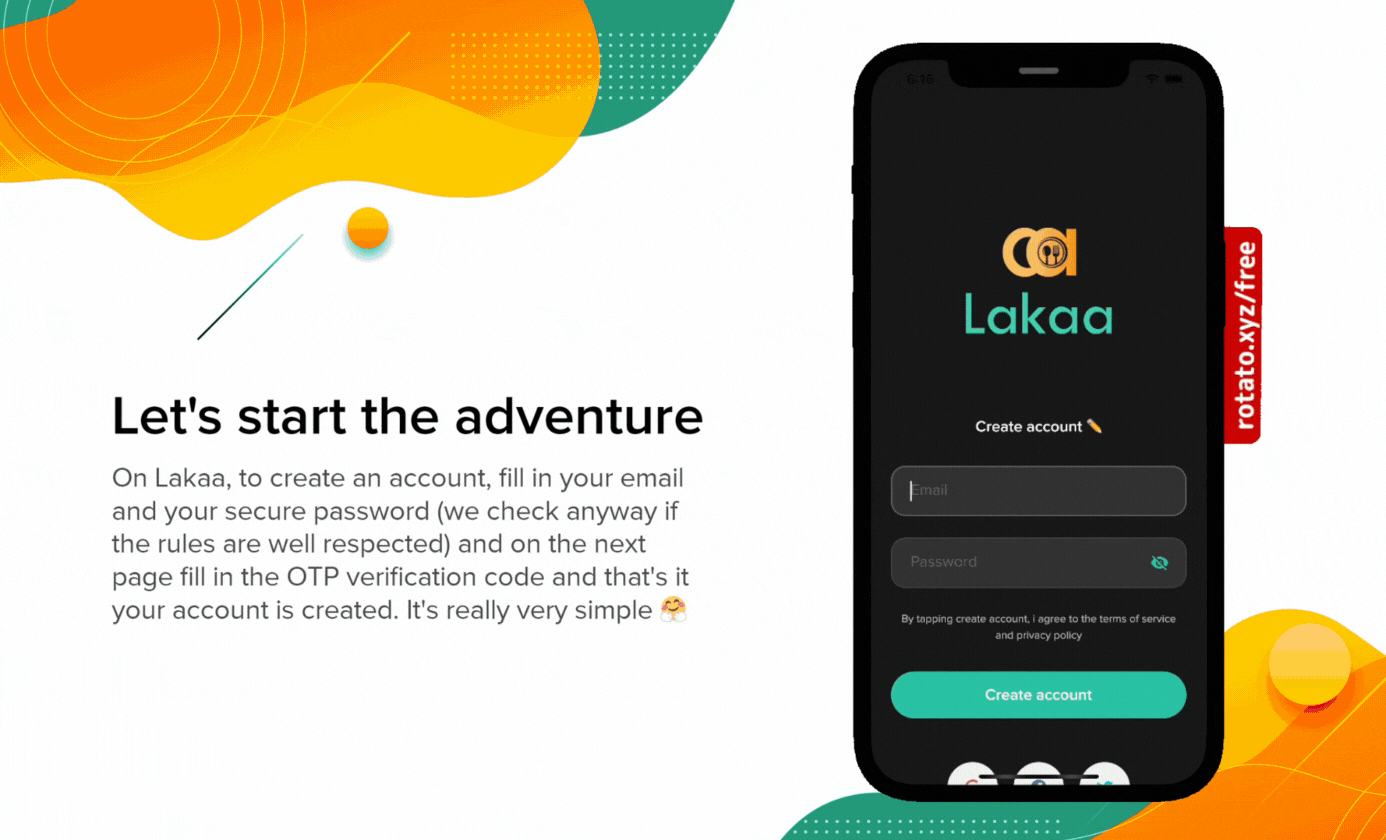 Let's start the adventure
On Lakaa, to create an account, fill in your email
and your secure password (we check anyway if
the rules are well respected) and on the next
page fill in the OTP verification code and that's it
your account is created. It's really very simple 🤗
6:16
Lakaa
Create account ✏️
Email
Password
By tapping create account, i agree to the terms of service
and privacy policy
Create account
rotato.xyz/free